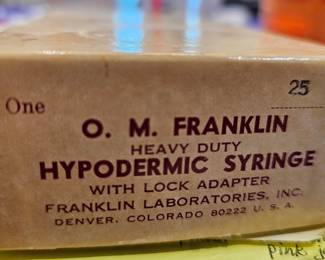 One
25
O. M. FRANKLIN
HEAVY DUTY
HYPODERMIC SYRINGE
WITH LOCK ADAPTER
FRANKLIN LABORATORIES, INC.
DENVER, COLORADO 80222 U. S. A.
pink